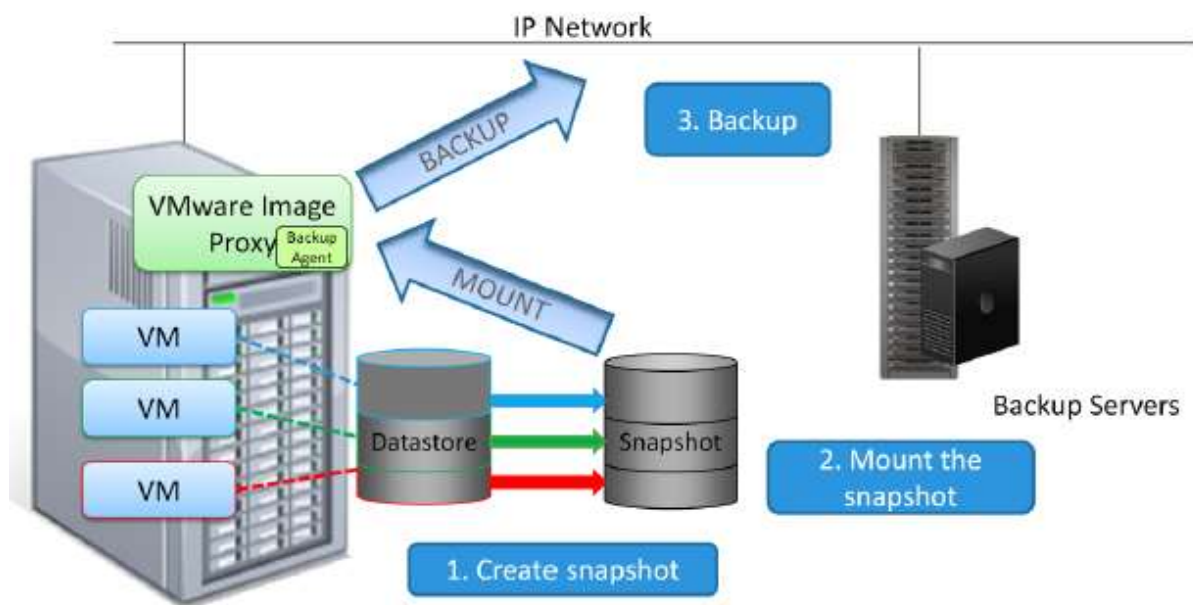 IP Network
3. Backup
BACKUP
VMware Image
Proxy
Backup
Agent
MOUNT
VM
VM
VM
Datastore
Snapshot
Backup Servers
2. Mount the
snapshot
1. Create snapshot